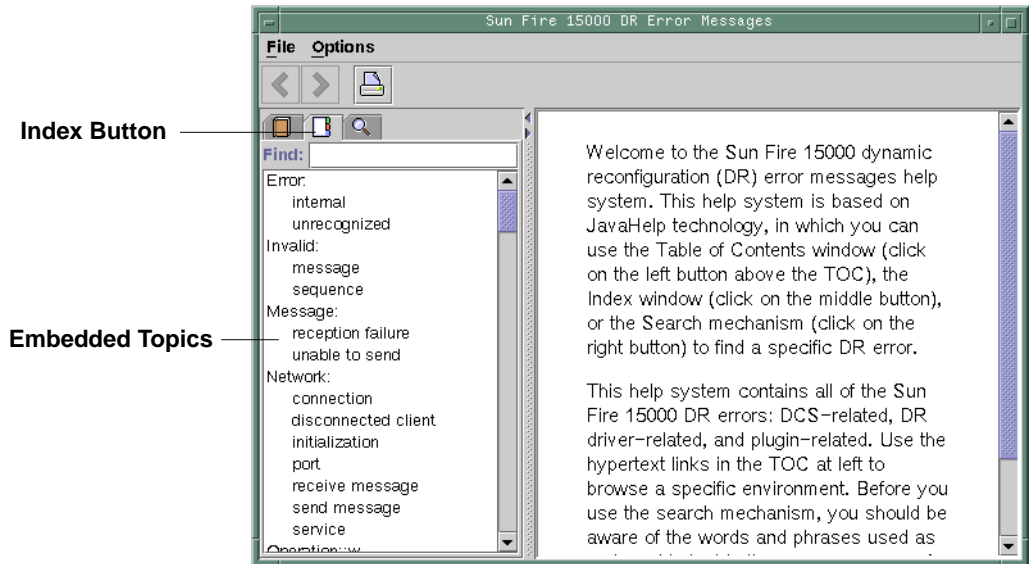 Sun Fire 15000 DR Error Messages
File Options
Index Button
Find:
Error:
internal
unrecognized
Invalid:
message
sequence
Message:
reception failure
unable to send
Embedded Topics
Network:
connection
disconnected client
initialization
port
receive message
send message
service
Welcome to the Sun Fire 15000 dynamic
reconfiguration (DR) error messages help
system. This help system is based on
JavaHelp technology, in which you can
use the Table of Contents window (click
on the left button above the TOC), the
Index window (click on the middle button),
or the Search mechanism (click on the
right button) to find a specific DR error.
This help system contains all of the Sun
Fire 15000 DR errors: DCS-related, DR
driver-related, and plugin-related. Use the
hypertext links in the TOC at left to
browse a specific environment. Before you
use the search mechanism, you should be
aware of the words and phrases used as